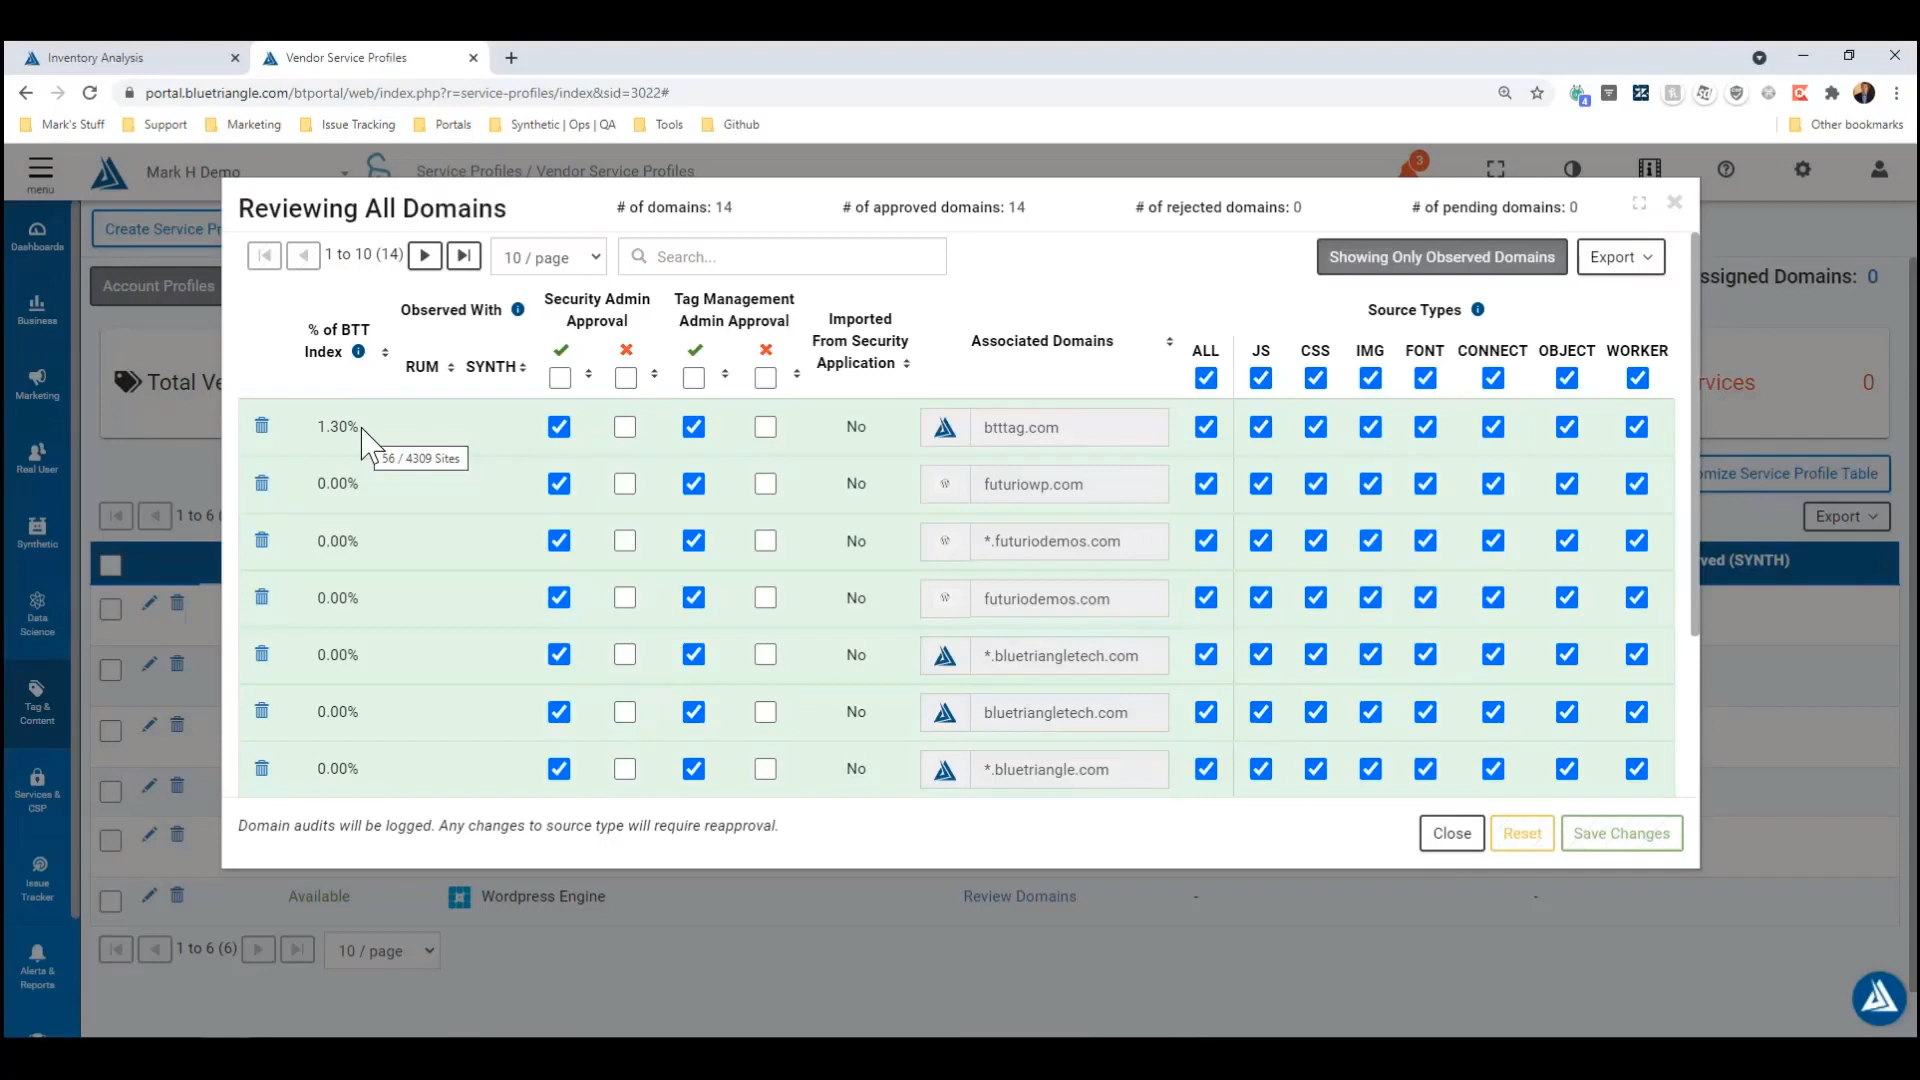 Inventory Analysis
Vendor Service Profiles
portal.bluetriangle.com/btportal/web/index.php?r=service-profiles/index&sid=3022#
4
Mark's Stuff
Support
Marketing
Issue Tracking
Portals
Synthetic | Ops | QA
Tools
Github
Other bookmarks
menu
Mark H Demo
Service Profiles / Vendor Service Profiles
3
Dashboards
Business
Marketing
Real User
Synthetic
Data
Science
Tag &
Content
Services &
CSP
Issue
Tracker
Alerts &
Reports
Create Service Pr
Account Profiles
Total Ve
1 to 6 (
ssigned Domains: 0
rvices 0
omize Service Profile Table
Export
ved (SYNTH)
Reviewing All Domains
# of domains: 14
# of approved domains: 14
# of rejected domains: 0
# of pending domains: 0
1 to 10 (14)
10 / page
Search...
Showing Only Observed Domains
Export
% of BTT
Index
Observed With
RUM
SYNTH
Security Admin
Approval
Tag Management
Admin Approval
Imported
From Security
Application
Associated Domains
Source Types
ALL JS CSS IMG FONT CONNECT OBJECT WORKER
1.30% No btttag.com
56 / 4309 Sites
0.00% No futuriowp.com
0.00% No *.futuriodemos.com
0.00% No futuriodemos.com
0.00% No *.bluetriangletech.com
0.00% No bluetriangletech.com
0.00% No *.bluetriangle.com
Domain audits will be logged. Any changes to source type will require reapproval.
Close
Reset
Save Changes
Available Wordpress Engine Review Domains - -
1 to 6 (6)
10 / page